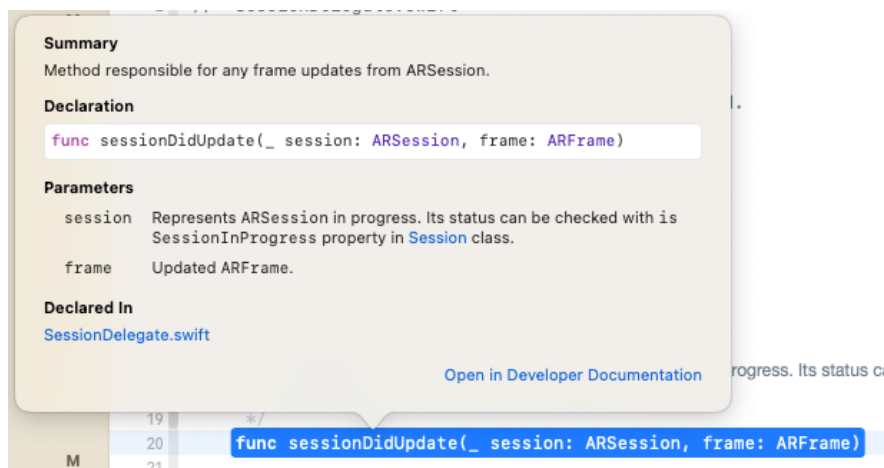 Summary
Method responsible for any frame updates from ARSession.
Declaration
func sessionDidUpdate(_ session: ARSession, frame: ARFrame)
Parameters
session Represents ARSession in progress. Its status can be checked with is
SessionInProgress property in Session class.
frame Updated ARFrame.
Declared In
SessionDelegate.swift
Open in Developer Documentation
rogress. Its status ca
19 */
20 func sessionDidUpdate(_ session: ARSession, frame: ARFrame)
M
21